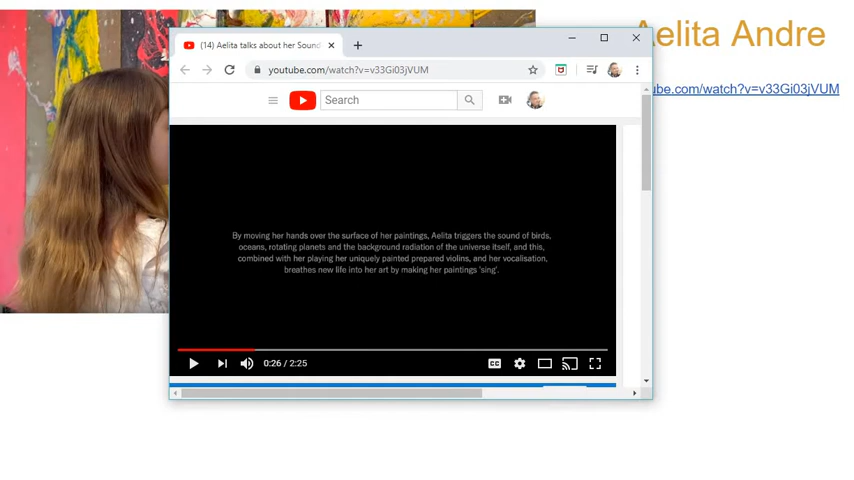 Aelita Andre
(14) Aelita talks about her Sound
youtube.com/watch?v=v33Gi03jVUM
ube.com/watch?v=v33Gi03jVUM
Search
By moving her hands over the surface of her paintings, Aelita triggers the sound of birds,
oceans, rotating planets and the background radiation of the universe itself, and this,
combined with her playing her uniquely painted prepared violins, and her vocalisation,
breathes new life into her art by making her paintings 'sing'.
0:26 / 2:25
CC